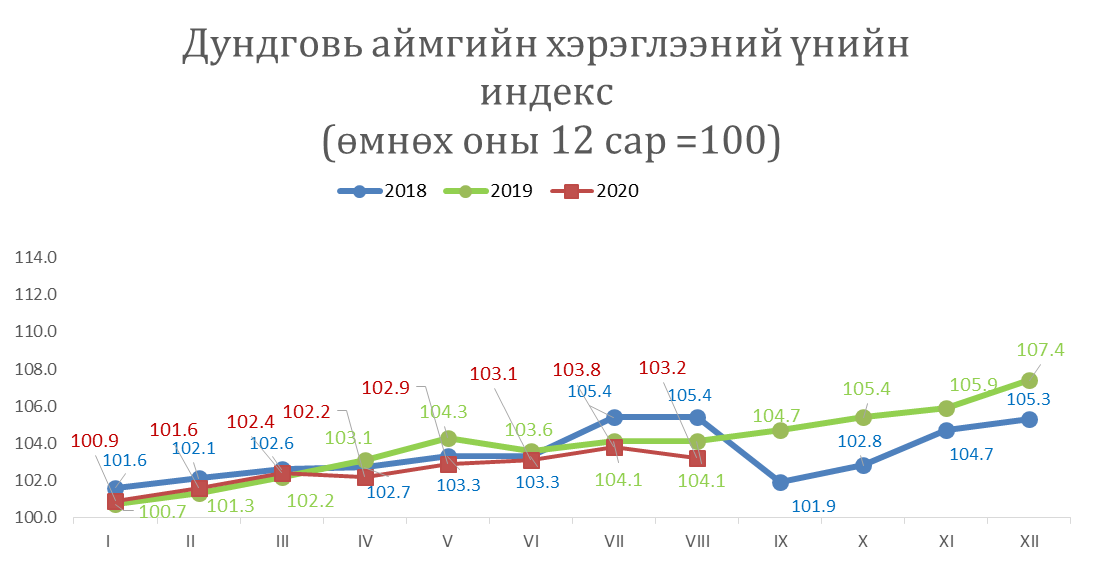 Дундговь аймгийн хэрэглээний үнийн
индекс
(өмнөх оны 12 сар =100)
2018 2019 2020
114.0
112.0
110.0
108.0
106.0
104.0
102.0
100.0
100.9 101.6 102.4 102.2 102.9 103.1 103.8 103.2
101.6 102.1 102.6 102.7 103.3 103.3 105.4 105.4 101.9 102.8 104.7 105.3
100.7 101.3 102.2 103.1 104.3 103.6 104.1 104.1 104.7 105.4 105.9 107.4
I II III IV V VI VII VIII IX X XI XII